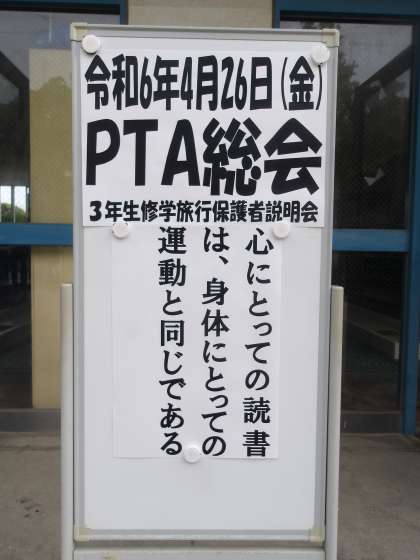 令和6年4月26日(金)
PTA総会
3年生修学旅行保護者説明会
心にとっての読書
は、身体にとっての
運動と同じである